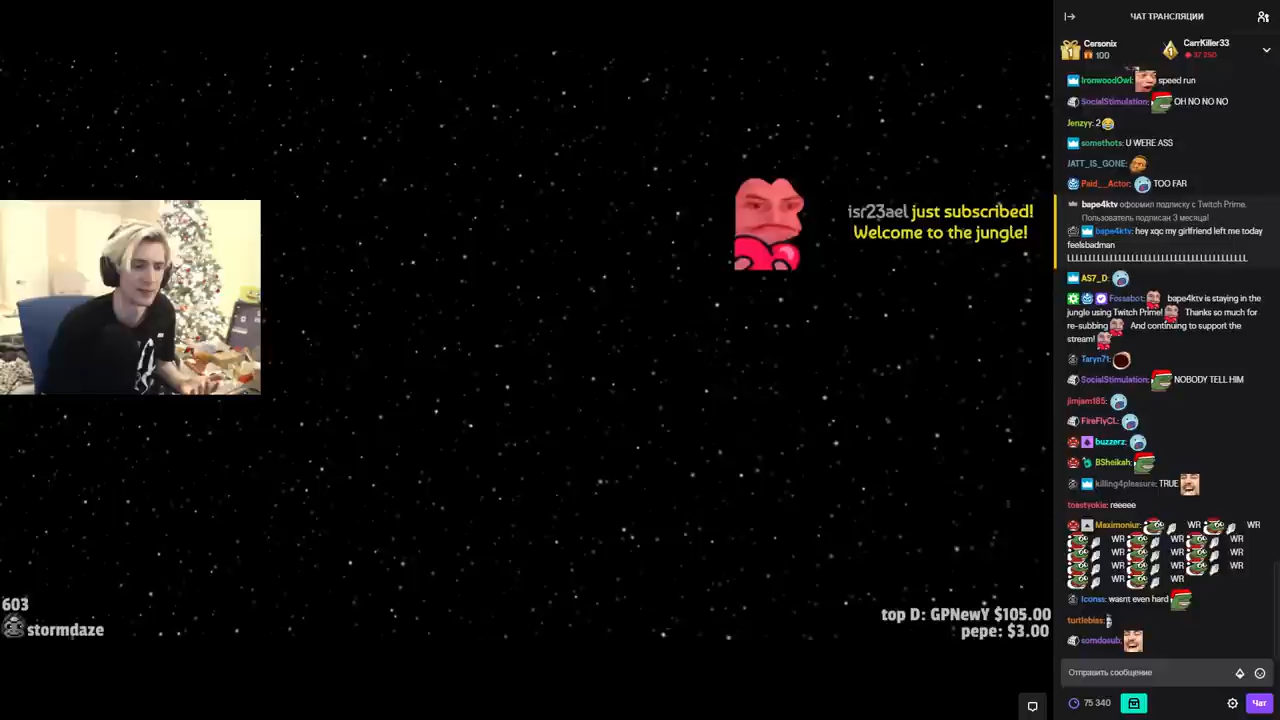 ЧАТ ТРАНСЛЯЦИИ
Cersonix
100
CarrKiller33
37 250
IronwoodOwl: speed run
SocialStimulation: OH NO NO NO
Jenzyy: 2
somethots: U WERE ASS
JATT_IS_GONE:
Paid__Actor: TOO FAR
bape4ktv оформил подписку с Twitch Prime.
Пользователь подписан 3 месяца!
bape4ktv: hey xqc my girlfriend left me today
feelsbadman
AS7_D:
Fossabot: bape4ktv is staying in the
jungle using Twitch Prime! Thanks so much for
re-subbing And continuing to support the
stream!
Taryn71:
SocialStimulation: NOBODY TELL HIM
jimjam185:
FireFlyCL:
buzzerz:
BSheikah:
killing4pleasure: TRUE
toastyokia: reeeee
Maximoniur: WR WR
WR WR WR
WR WR WR
WR WR WR
WR WR
Iconss: wasnt even hard
turtlebias:
somdosub:
Отправить сообщение
75 340
Чат
isr23ael just subscribed!
Welcome to the jungle!
603
stormdaze
top D: GPNewY $105.00
pepe: $3.00